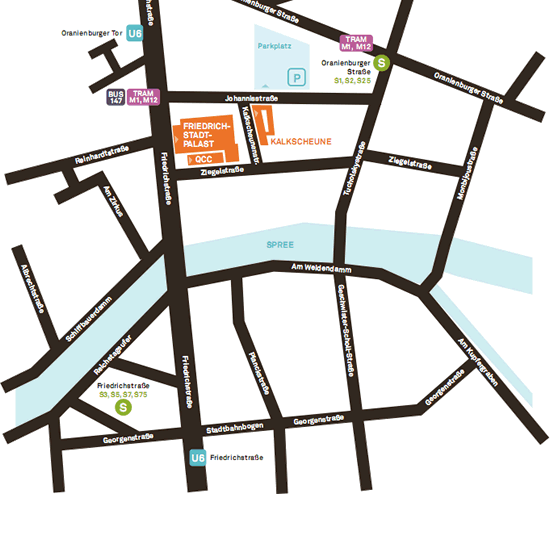 Oranienburger Straße
Friedrichstraße
Oranienburger Tor
U6
Parkplatz
P
TRAM
M1, M12
Oranienburger
Straße
S1, S2, S25
S
Oranienburger Straße
BUS
147
TRAM
M1, M12
Johannisstraße
FRIEDRICH-
STADT-
PALAST
QCC
Kalkscheunenstr.
KALKSCHEUNE
Reinhardtstraße
Friedrichstraße
Ziegelstraße
Tucholskystraße
Ziegelstraße
Monbijoustraße
Am Zirkus
SPREE
Am Weidendamm
Albrechtstraße
Schiffbauerdamm
Reichstagufer
Geschwister-Scholl-Straße
Am Kupfergraben
Planckstraße
Friedrichstraße
Friedrichstraße
S3, S5, S7, S75
S
Georgenstraße
Stadtbahnbogen
Georgenstraße
Georgenstraße
U6
Friedrichstraße